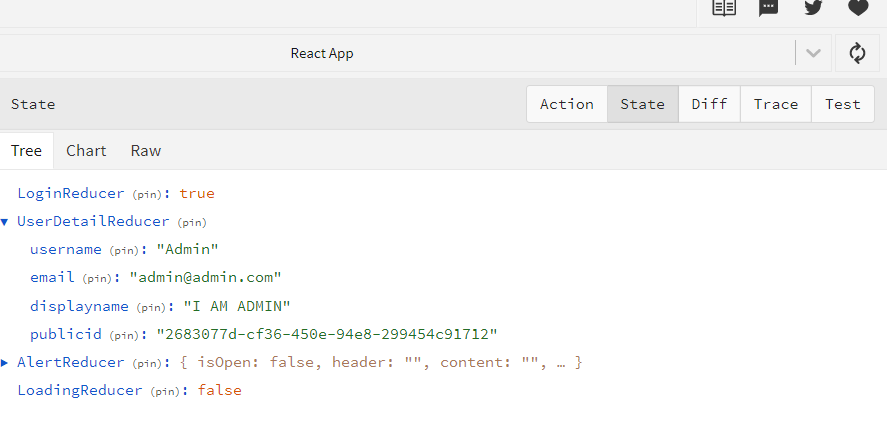 React App
State Action State Diff Trace Test
Tree Chart Raw
LoginReducer (pin): true
UserDetailReducer (pin)
username (pin): "Admin"
email (pin): "admin@admin.com"
displayname (pin): "I AM ADMIN"
publicid (pin): "2683077d-cf36-450e-94e8-299454c91712"
AlertReducer (pin): { isOpen: false, header: "", content: "", … }
LoadingReducer (pin): false